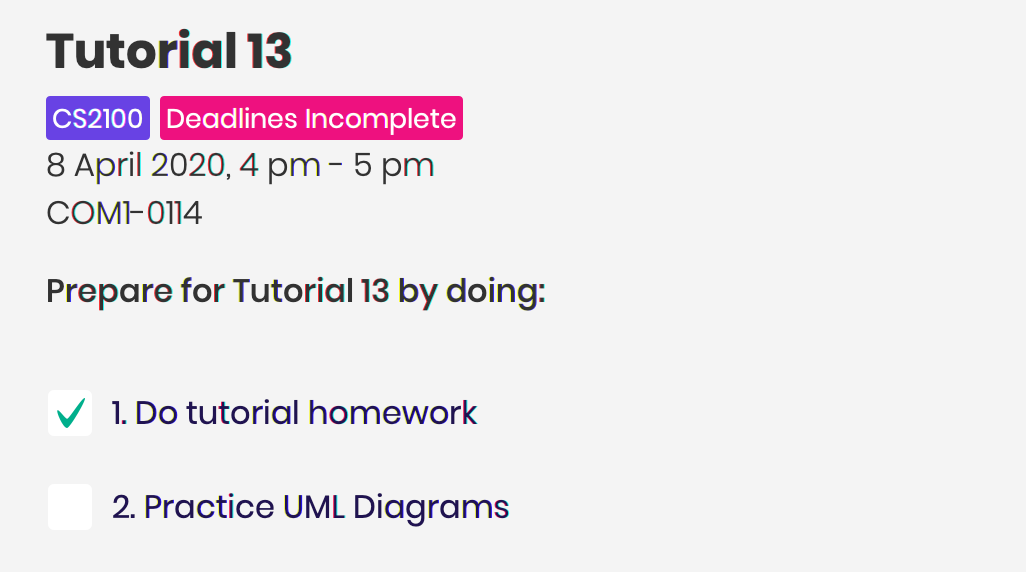 Tutorial 13
CS2100 Deadlines Incomplete
8 April 2020, 4 pm - 5 pm
COM1-0114
Prepare for Tutorial 13 by doing:
1. Do tutorial homework
2. Practice UML Diagrams